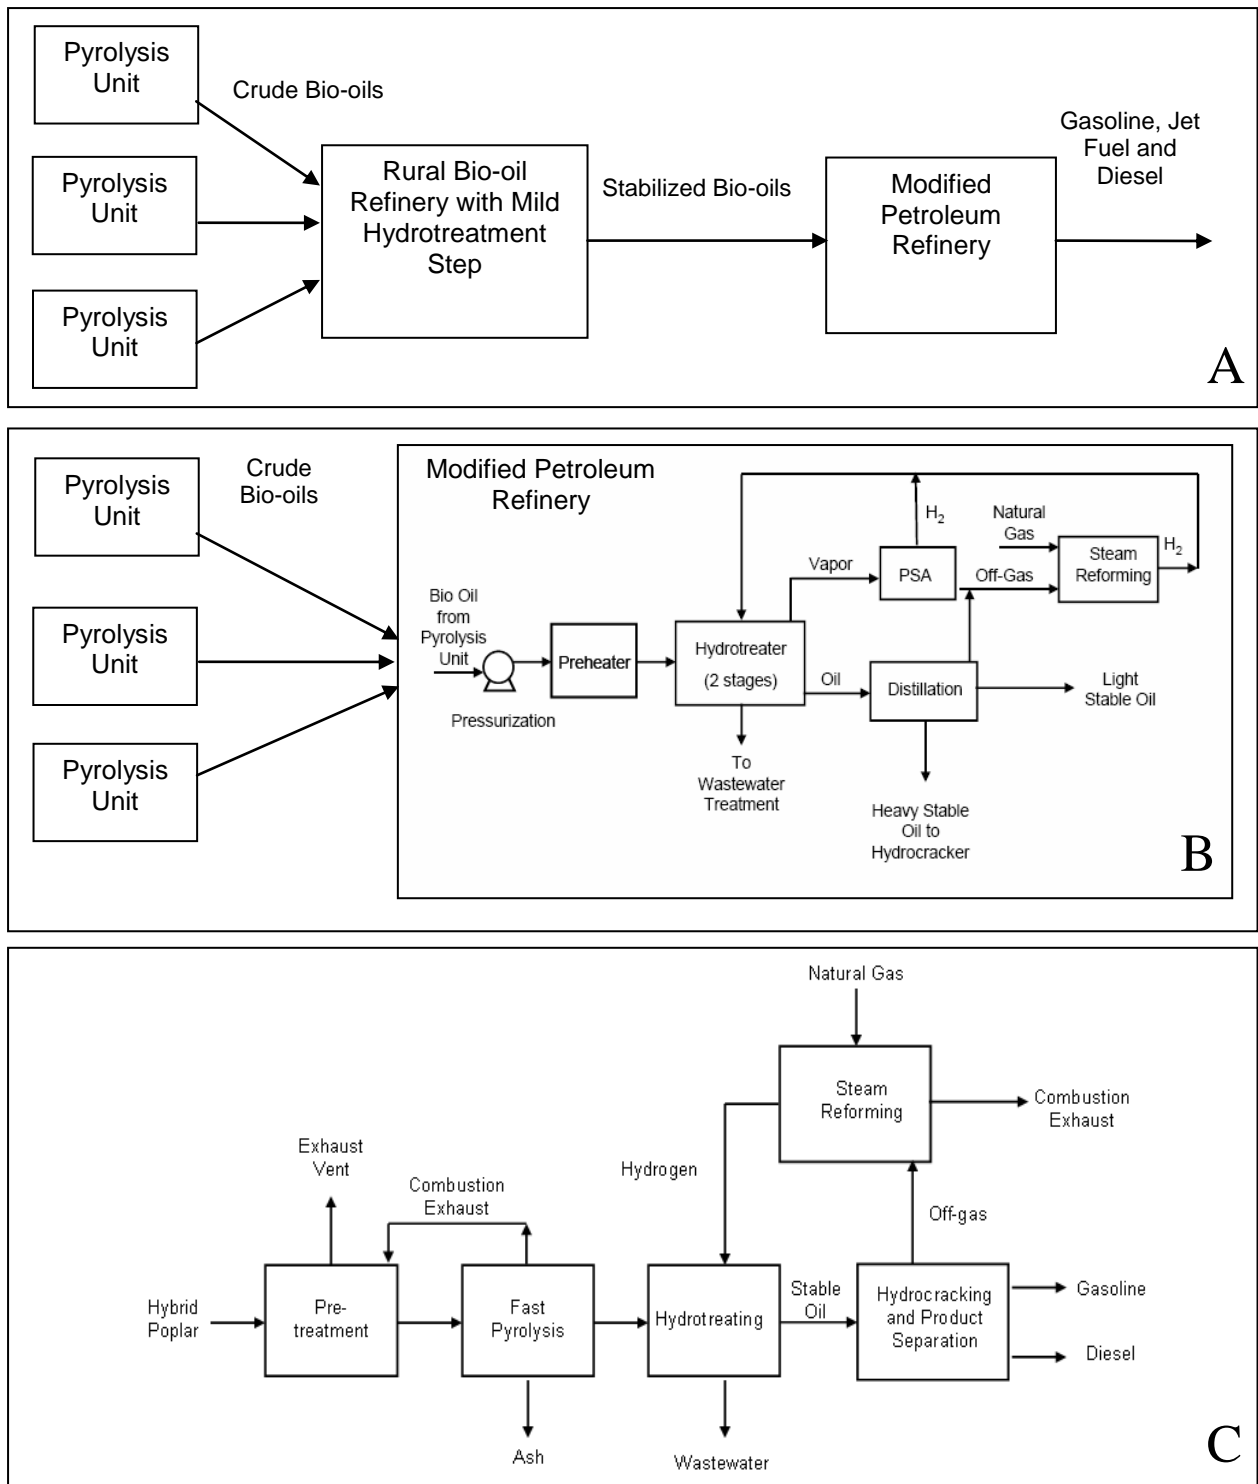 Pyrolysis
Unit
Crude Bio-oils
Pyrolysis
Unit
Pyrolysis
Unit
Rural Bio-oil
Refinery with Mild
Hydrotreatment
Step
Stabilized Bio-oils
Modified
Petroleum
Refinery
Gasoline, Jet
Fuel and
Diesel
A
Pyrolysis
Unit
Crude
Bio-oils
Pyrolysis
Unit
Pyrolysis
Unit
Modified Petroleum
Refinery
Bio Oil
from
Pyrolysis
Unit
Pressurization
Preheater
Hydrotreater
(2 stages)
Vapor
PSA
H2
Off-Gas
Natural
Gas
Steam
Reforming
H2
Oil
Distillation
Light
Stable Oil
To
Wastewater
Treatment
Heavy Stable
Oil to
Hydrocracker
B
Natural Gas
Steam
Reforming
Combustion
Exhaust
Hydrogen
Off-gas
Exhaust
Vent
Combustion
Exhaust
Hybrid
Poplar
Pre-
treatment
Fast
Pyrolysis
Hydrotreating
Stable
Oil
Hydrocracking
and Product
Separation
Gasoline
Diesel
Ash
Wastewater
C